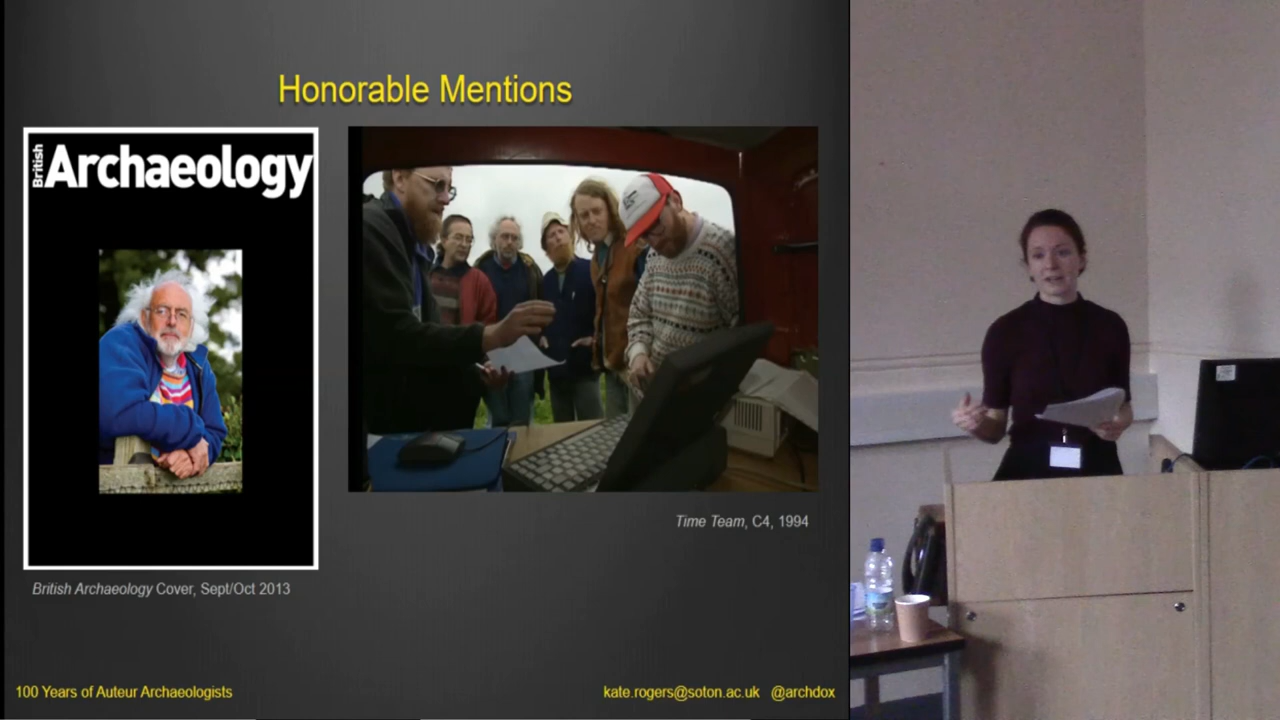 Honorable Mentions
British Archaeology
Time Team, C4, 1994
British Archaeology Cover, Sept/Oct 2013
100 Years of Auteur Archaeologists
kate.rogers@soton.ac.uk @archdox